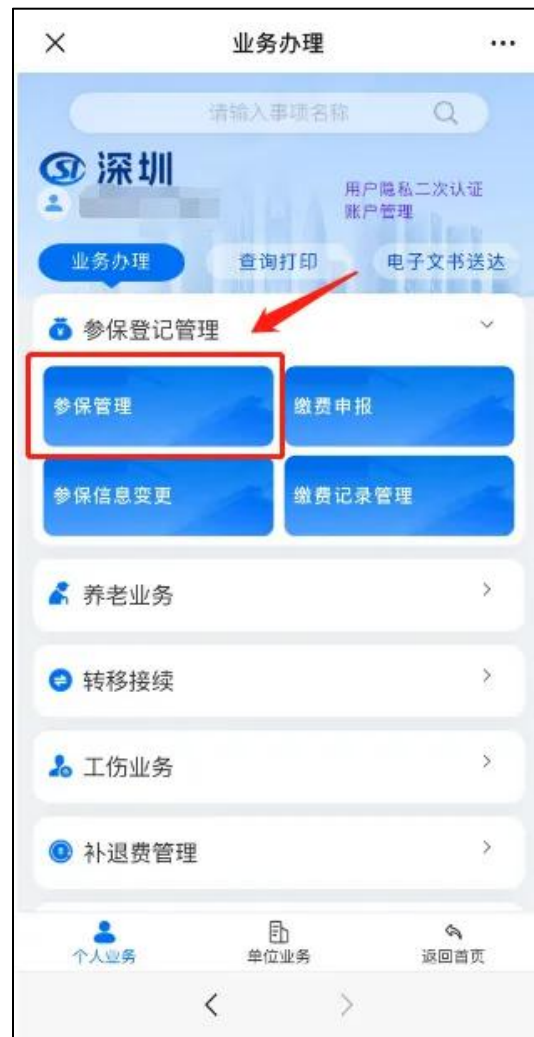 业务办理
请输入事项名称
深圳
用户隐私二次认证
账户管理
业务办理 查询打印 电子文书送达
参保登记管理
参保管理 缴费申报
参保信息变更 缴费记录管理
养老业务
转移接续
工伤业务
补退费管理
个人业务 单位业务 返回首页